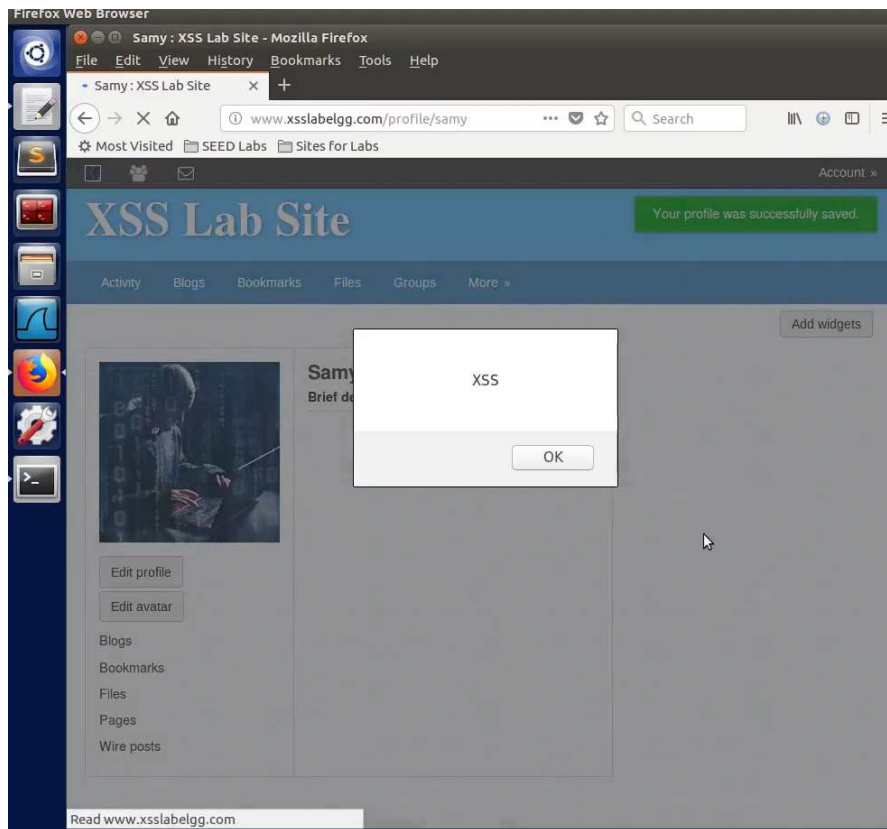 Firefox Web Browser
Samy : XSS Lab Site - Mozilla Firefox
File Edit View History Bookmarks Tools Help
Samy : XSS Lab Site
www.xsslabelgg.com/profile/samy
Search
Most Visited SEED Labs Sites for Labs
Account »
XSS Lab Site
Your profile was successfully saved.
Activity Blogs Bookmarks Files Groups More »
Add widgets
Samy
Brief de
XSS
OK
Edit profile
Edit avatar
Blogs
Bookmarks
Files
Pages
Wire posts
Read www.xsslabelgg.com